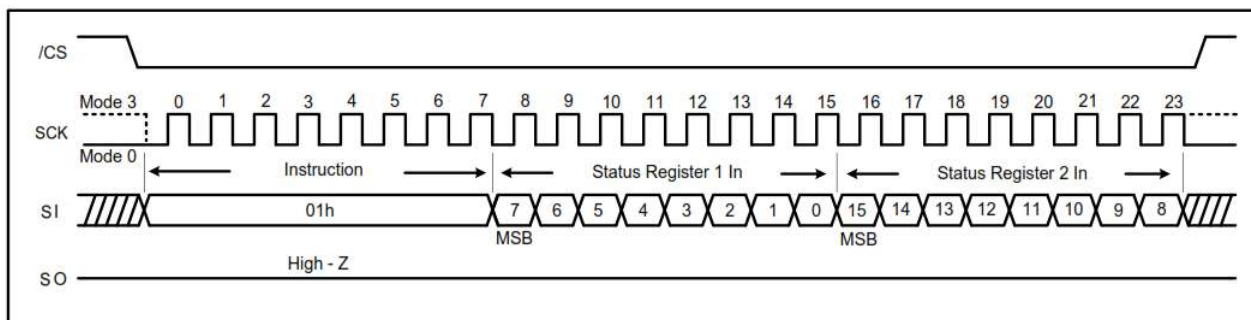 /CS
Mode 3 0 1 2 3 4 5 6 7 8 9 10 11 12 13 14 15 16 17 18 19 20 21 22 23
SCK
Mode 0
Instruction Status Register 1 In Status Register 2 In
SI 01h 7 6 5 4 3 2 1 0 15 14 13 12 11 10 9 8
MSB MSB
High - Z
SO